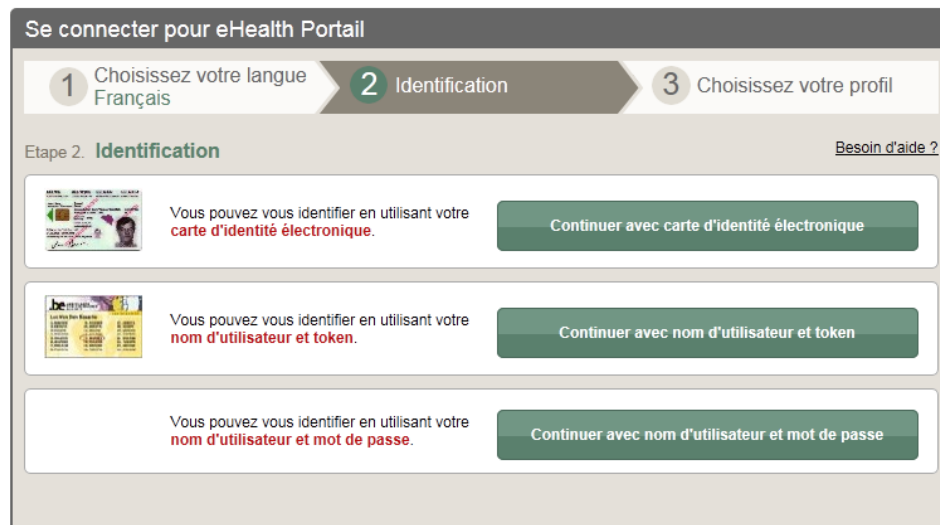 Se connecter pour eHealth Portail
1 Choisissez votre langue
Français
2 Identification
3 Choisissez votre profil
Etape 2. Identification
Besoin d'aide ?
Vous pouvez vous identifier en utilisant votre
carte d'identité électronique.
Continuer avec carte d'identité électronique
.be
Vous pouvez vous identifier en utilisant votre
nom d'utilisateur et token.
Continuer avec nom d'utilisateur et token
Vous pouvez vous identifier en utilisant votre
nom d'utilisateur et mot de passe.
Continuer avec nom d'utilisateur et mot de passe